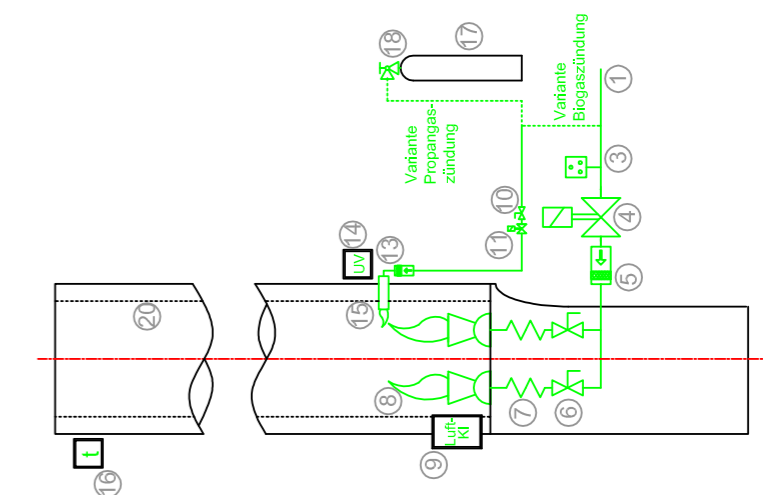 18
17
Variante
Propangas-
zündung
Variante
Biogaszündung
1
3
10
4
11
14
UV
13
5
20
15
8
7
6
Luft-
Kl
9
t
16